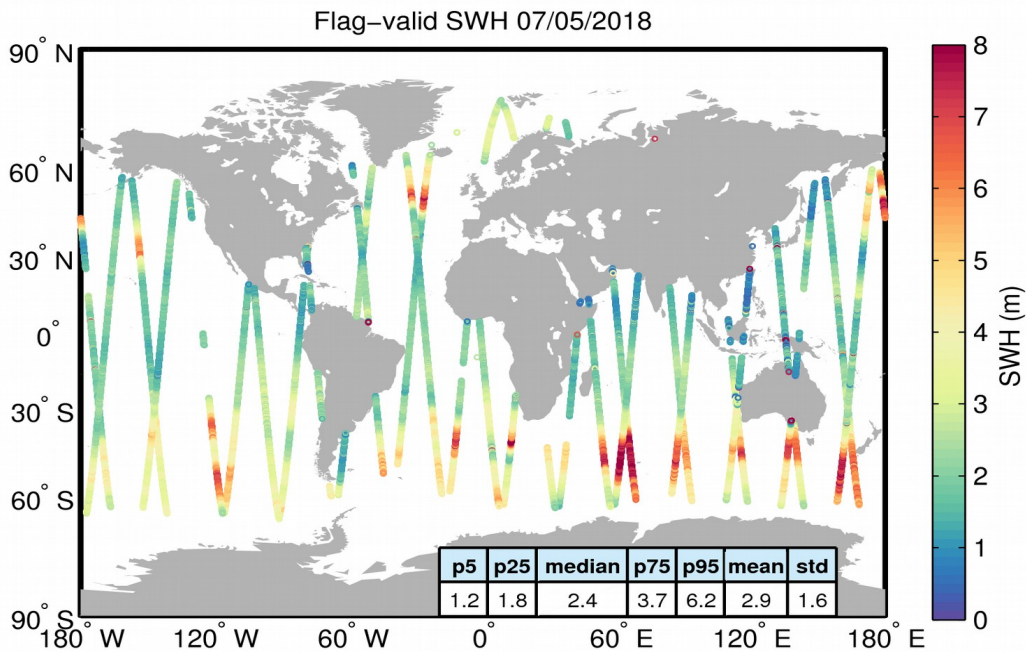 Flag−valid SWH 07/05/2018
90° N
60° N
30° N
0°
30° S
60° S
90° S
180° W
120° W
60° W
0°
60° E
120° E
180° E
p5 p25 median p75 p95 mean std
1.2 1.8 2.4 3.7 6.2 2.9 1.6
8
7
6
5
4
3
2
1
0
SWH (m)